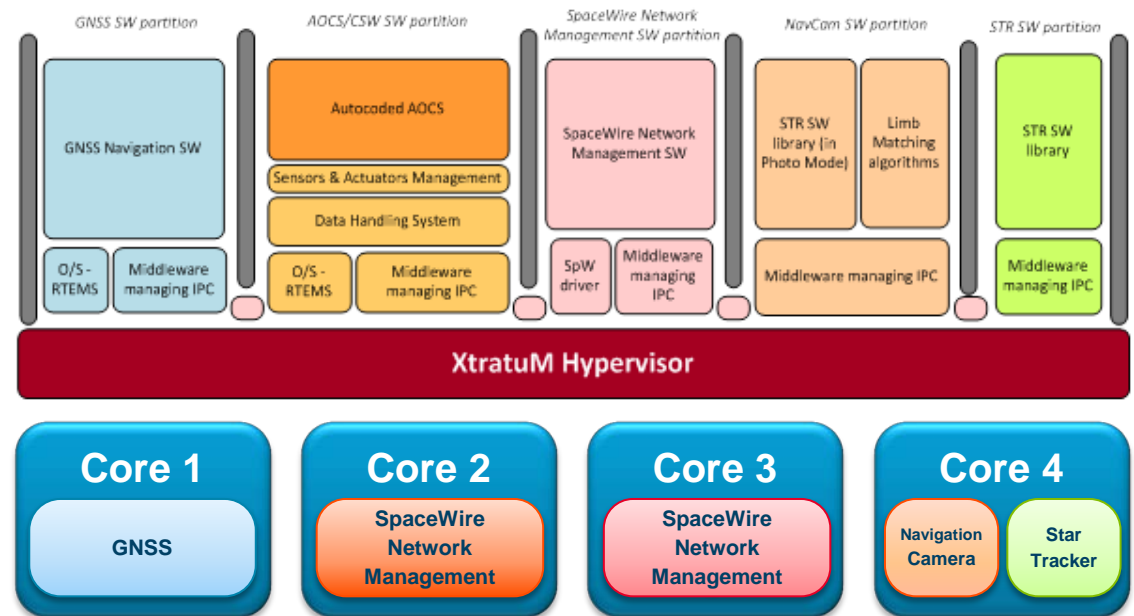 GNSS SW partition
AOCS/CSW SW partition
SpaceWire Network
Management SW partition
NavCam SW partition
STR SW partition
GNSS Navigation SW
O/S -
RTEMS
Middleware
managing IPC
Autocoded AOCS
Sensors & Actuators Management
Data Handling System
O/S -
RTEMS
Middleware
managing IPC
SpaceWire Network
Management SW
SpW
driver
Middleware
managing
IPC
STR SW
library (in
Photo Mode)
Limb
Matching
algorithms
Middleware managing IPC
STR SW
library
Middleware
managing IPC
XtratuM Hypervisor
Core 1
GNSS
Core 2
SpaceWire
Network
Management
Core 3
SpaceWire
Network
Management
Core 4
Navigation
Camera
Star
Tracker